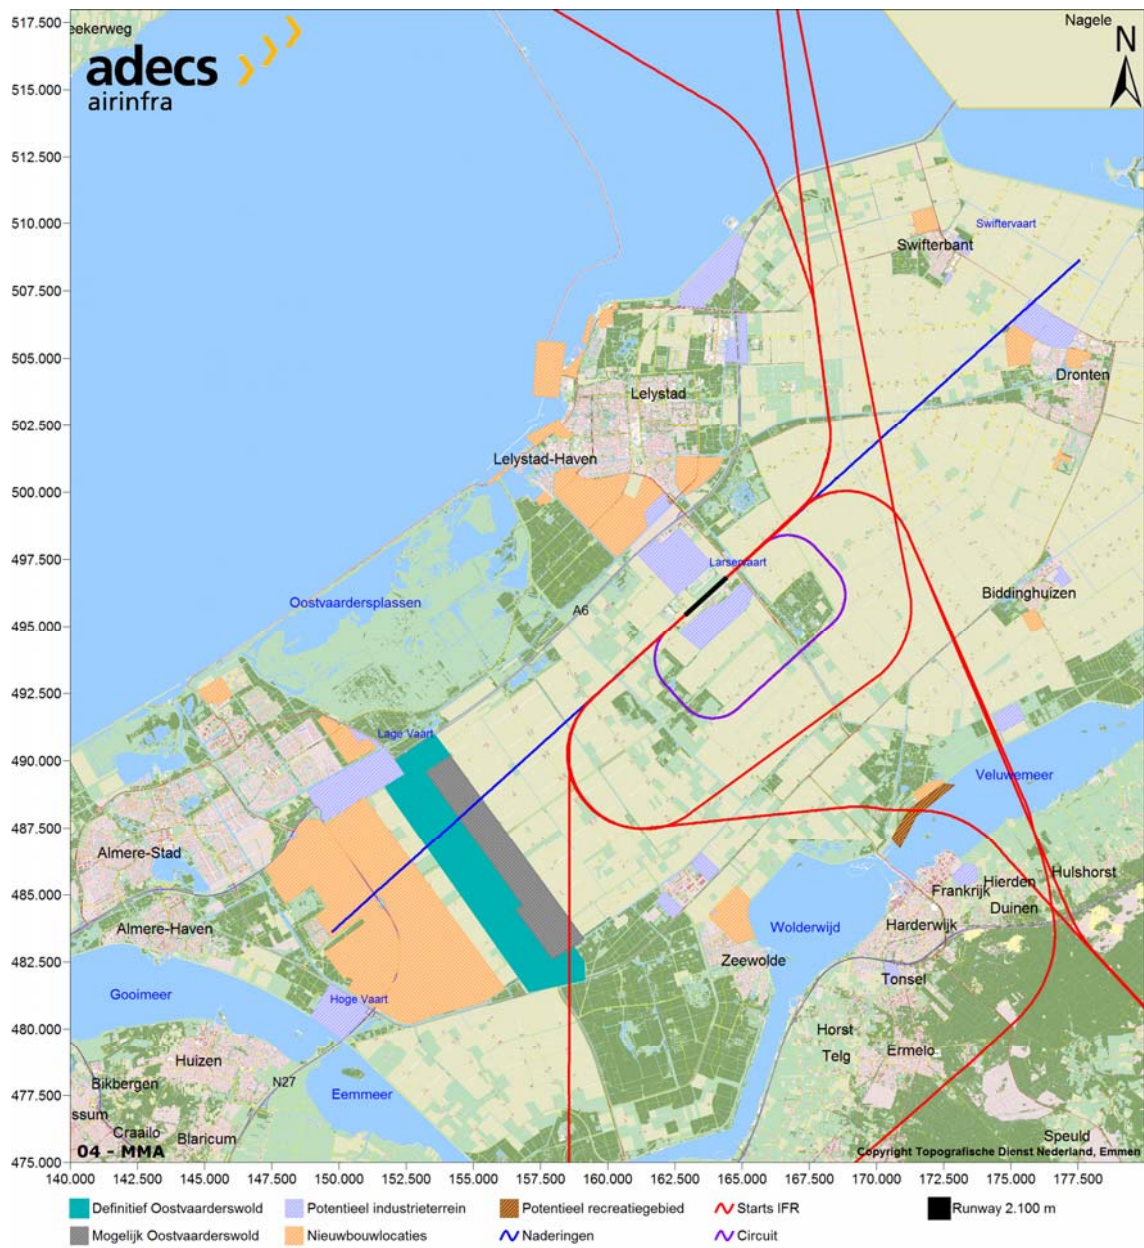 517.500
eekerweg
Nagele
N
adecs
airinfra
515.000
512.500
510.000
Swiftervaart
Swifterbant
507.500
505.000
Dronten
Lelystad
502.500
Lelystad-Haven
500.000
497.500
Larservaart
Biddinghuizen
Oostvaardersplassen
A6
495.000
492.500
Lage Vaart
490.000
Veluwemeer
487.500
Almere-Stad
Hulshorst
Hierden
Frankrijk
485.000
Duinen
Almere-Haven
Harderwijk
Wolderwijd
482.500
Zeewolde
Tonsel
Gooimeer
Hoge Vaart
480.000
Horst
Huizen
Telg
Ermelo
Bikbergen
N27
477.500
Eemmeer
ssum
Craailo
Blaricum
Speuld
04 - MMA
Copyright Topografische Dienst Nederland, Emmen
475.000
140.000 142.500 145.000 147.500 150.000 152.500 155.000 157.500 160.000 162.500 165.000 167.500 170.000 172.500 175.000 177.500
Definitief Oostvaarderswold
Potentieel industrieterrein
Potentieel recreatiegebied
Starts IFR
Runway 2.100 m
Mogelijk Oostvaarderswold
Nieuwbouwlocaties
Naderingen
Circuit